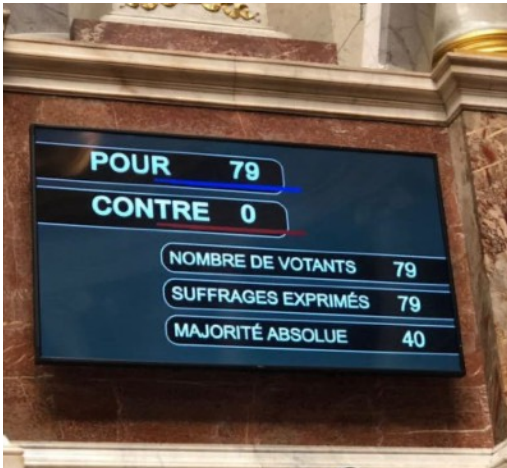 POUR 79
CONTRE 0
NOMBRE DE VOTANTS 79
SUFFRAGES EXPRIMÉS 79
MAJORITÉ ABSOLUE 40